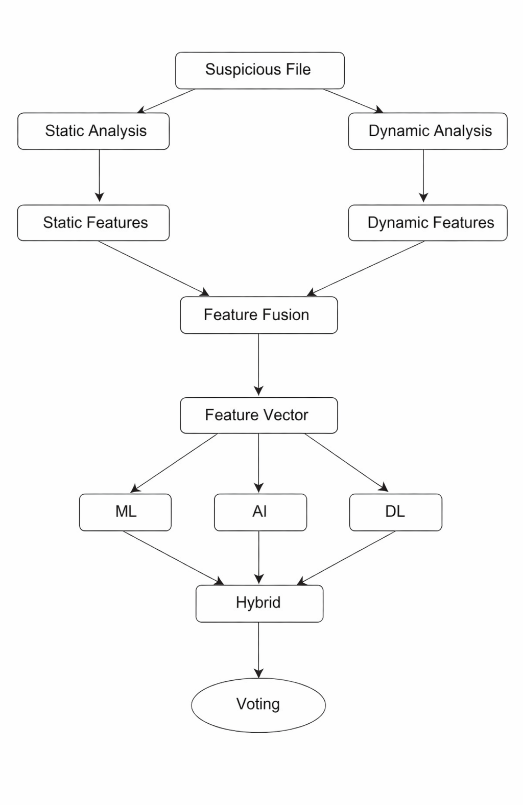 Suspicious File
Static Analysis
Dynamic Analysis
Static Features
Dynamic Features
Feature Fusion
Feature Vector
ML
AI
DL
Hybrid
Voting